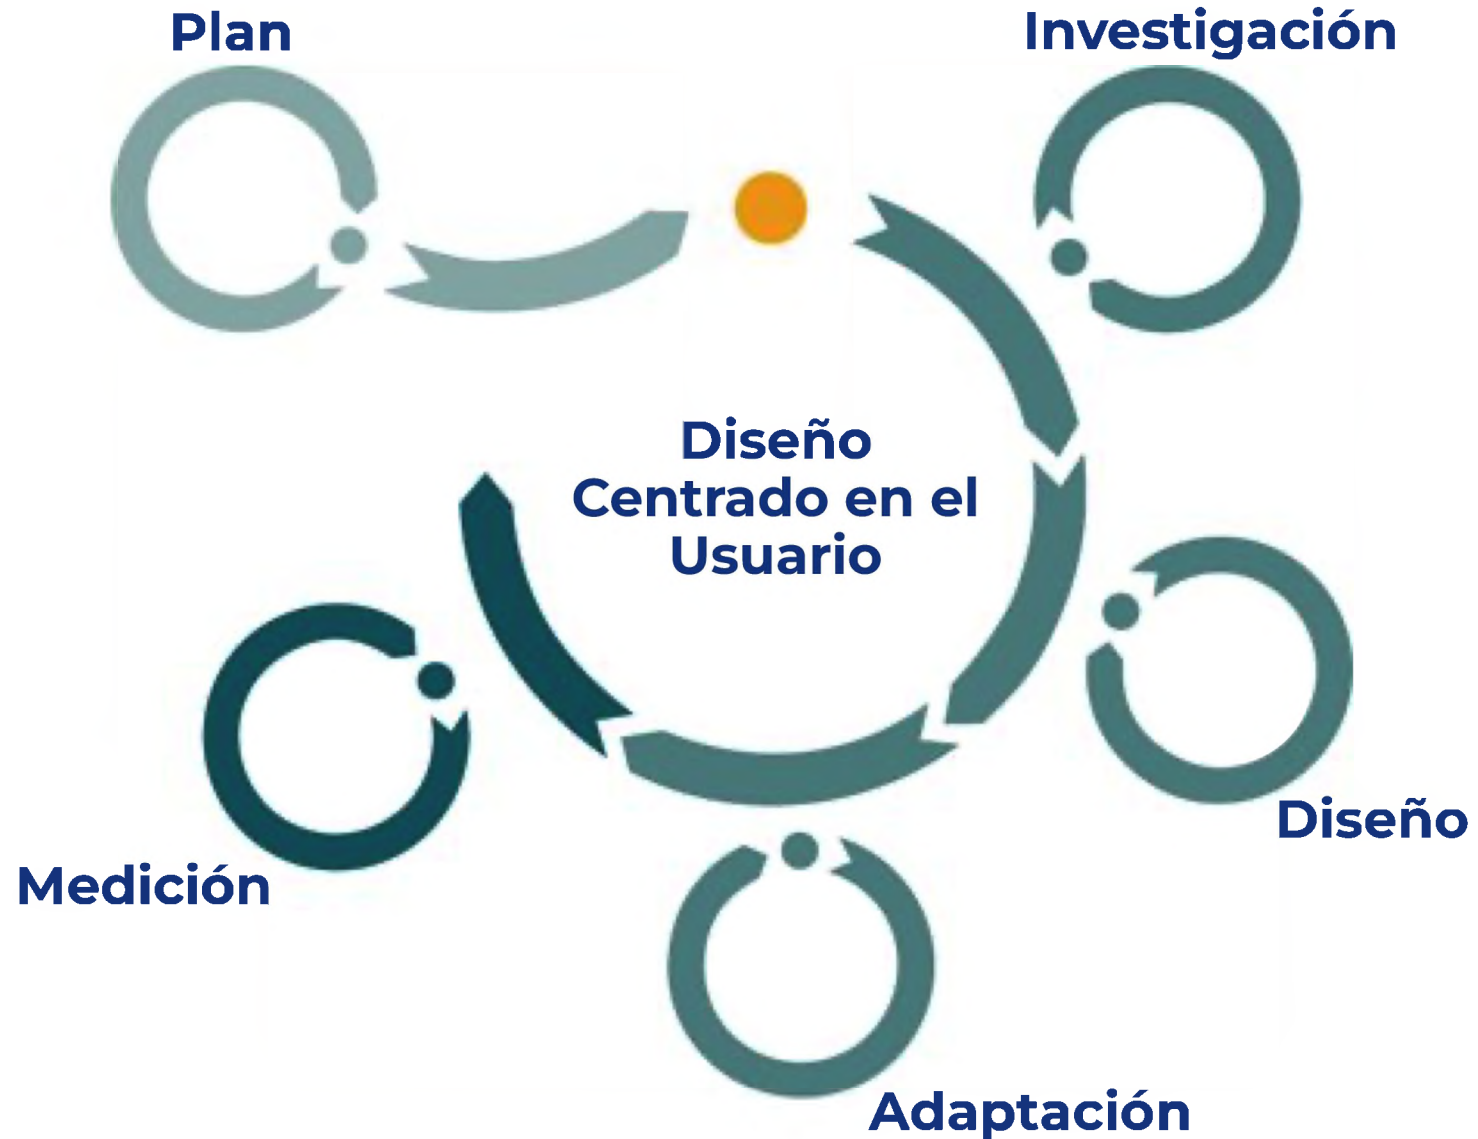 Plan
Investigación
Diseño
Centrado en el
Usuario
Diseño
Medición
Adaptación